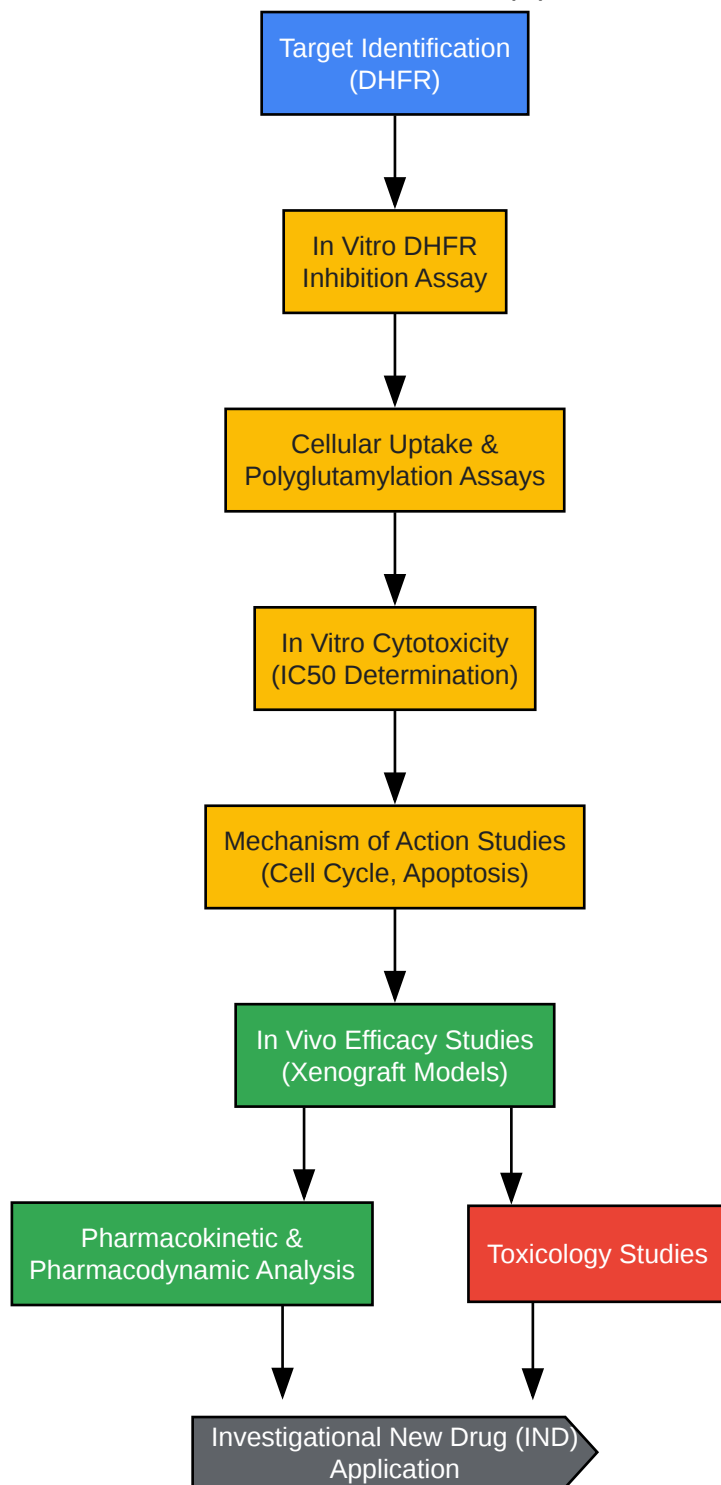 Target Identification
(DHFR)
In Vitro DHFR
Inhibition Assay
Cellular Uptake &
Polyglutamylation Assays
In Vitro Cytotoxicity
(IC50 Determination)
Mechanism of Action Studies
(Cell Cycle, Apoptosis)
In Vivo Efficacy Studies
(Xenograft Models)
Pharmacokinetic &
Pharmacodynamic Analysis
Toxicology Studies
Investigational New Drug (IND)
Application